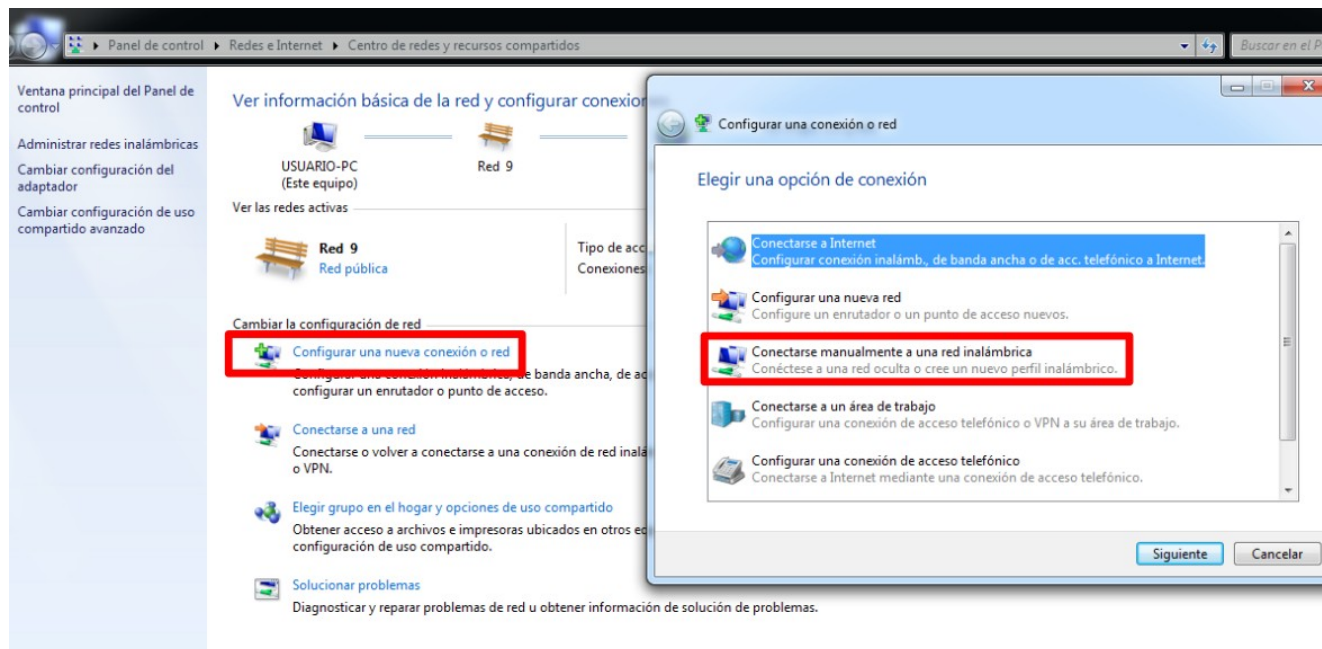 Panel de control ▸ Redes e Internet ▸ Centro de redes y recursos compartidos
Buscar en el P
Ventana principal del Panel de
control
Administrar redes inalámbricas
Cambiar configuración del
adaptador
Cambiar configuración de uso
compartido avanzado
Ver información básica de la red y configurar conexion
USUARIO-PC
(Este equipo)
Red 9
Ver las redes activas
Red 9
Red pública
Tipo de acc
Conexiones
Cambiar la configuración de red
Configurar una nueva conexión o red
Configurar una conexión inalámbrica, de banda ancha, de ac
configurar un enrutador o punto de acceso.
Conectarse a una red
Conectarse o volver a conectarse a una conexión de red inalá
o VPN.
Elegir grupo en el hogar y opciones de uso compartido
Obtener acceso a archivos e impresoras ubicados en otros eq
configuración de uso compartido.
Solucionar problemas
Diagnosticar y reparar problemas de red u obtener información de solución de problemas.
Configurar una conexión o red
Elegir una opción de conexión
Conectarse a Internet
Configurar conexión inalámb., de banda ancha o de acc. telefónico a Internet.
Configurar una nueva red
Configure un enrutador o un punto de acceso nuevos.
Conectarse manualmente a una red inalámbrica
Conéctese a una red oculta o cree un nuevo perfil inalámbrico.
Conectarse a un área de trabajo
Configurar una conexión de acceso telefónico o VPN a su área de trabajo.
Configurar una conexión de acceso telefónico
Conectarse a Internet mediante una conexión de acceso telefónico.
Siguiente
Cancelar